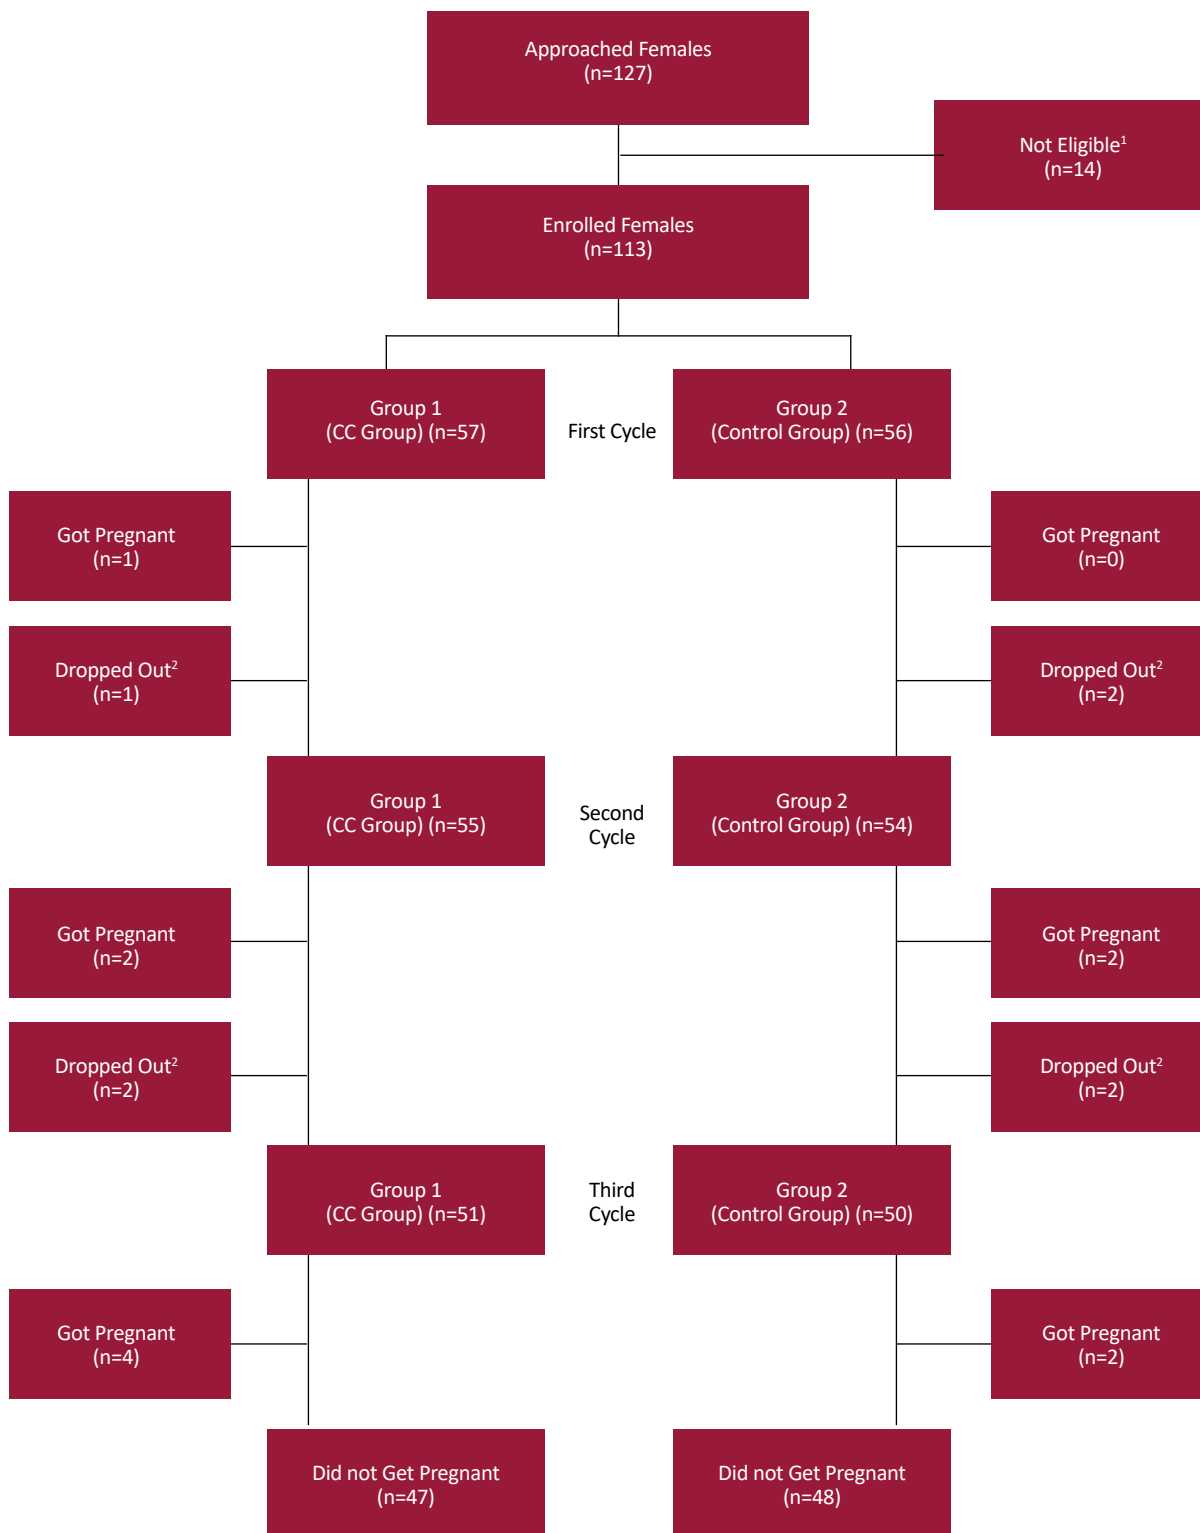 Approached Females
(n=127)
Not Eligible¹
(n=14)
Enrolled Females
(n=113)
Group 1
(CC Group) (n=57)
First Cycle
Group 2
(Control Group) (n=56)
Got Pregnant
(n=1)
Got Pregnant
(n=0)
Dropped Out²
(n=1)
Dropped Out²
(n=2)
Group 1
(CC Group) (n=55)
Second
Cycle
Group 2
(Control Group) (n=54)
Got Pregnant
(n=2)
Got Pregnant
(n=2)
Dropped Out²
(n=2)
Dropped Out²
(n=2)
Group 1
(CC Group) (n=51)
Third
Cycle
Group 2
(Control Group) (n=50)
Got Pregnant
(n=4)
Got Pregnant
(n=2)
Did not Get Pregnant
(n=47)
Did not Get Pregnant
(n=48)